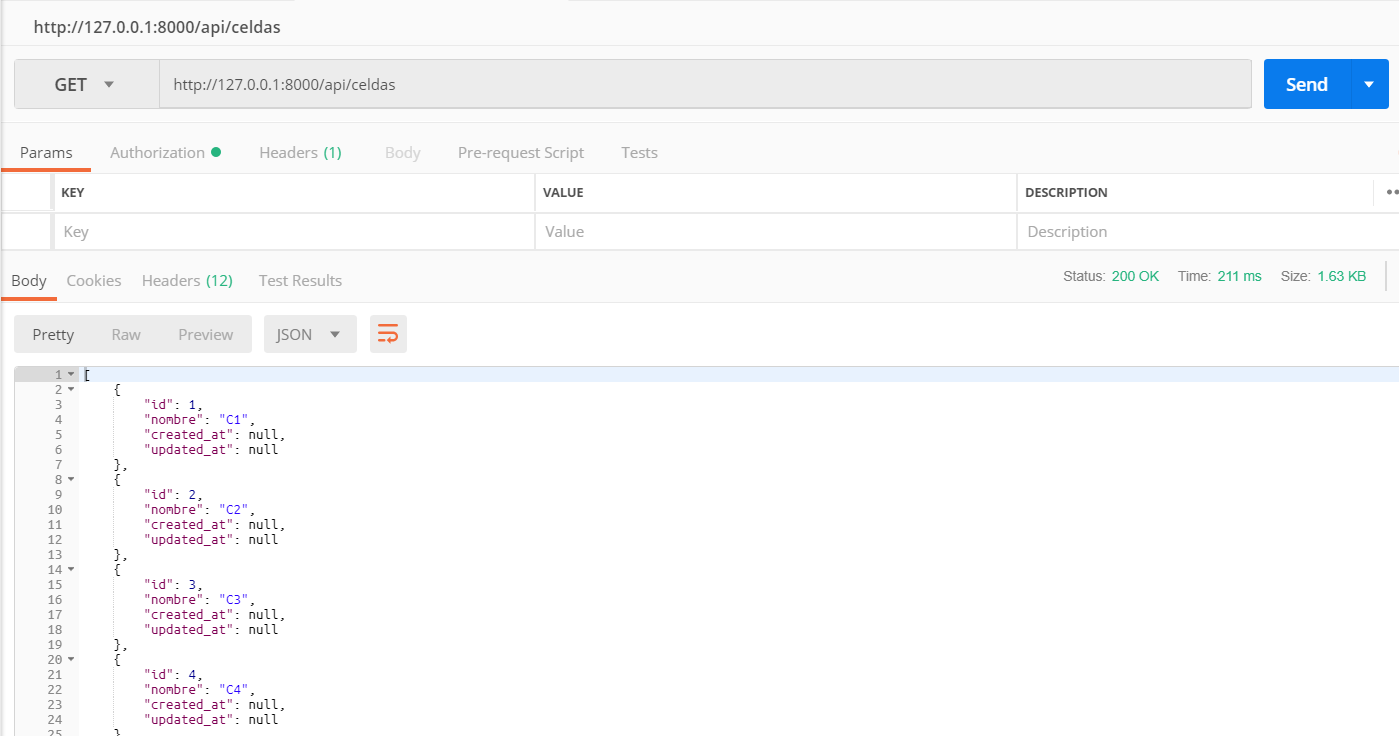 http://127.0.0.1:8000/api/celdas
GET http://127.0.0.1:8000/api/celdas Send
Params Authorization Headers (1) Body Pre-request Script Tests
KEY VALUE DESCRIPTION
Key Value Description
Body Cookies Headers (12) Test Results Status: 200 OK Time: 211 ms Size: 1.63 KB
Pretty Raw Preview JSON
1 [
2 {
3 "id": 1,
4 "nombre": "C1",
5 "created_at": null,
6 "updated_at": null
7 },
8 {
9 "id": 2,
10 "nombre": "C2",
11 "created_at": null,
12 "updated_at": null
13 },
14 {
15 "id": 3,
16 "nombre": "C3",
17 "created_at": null,
18 "updated_at": null
19 },
20 {
21 "id": 4,
22 "nombre": "C4",
23 "created_at": null,
24 "updated_at": null
25 }